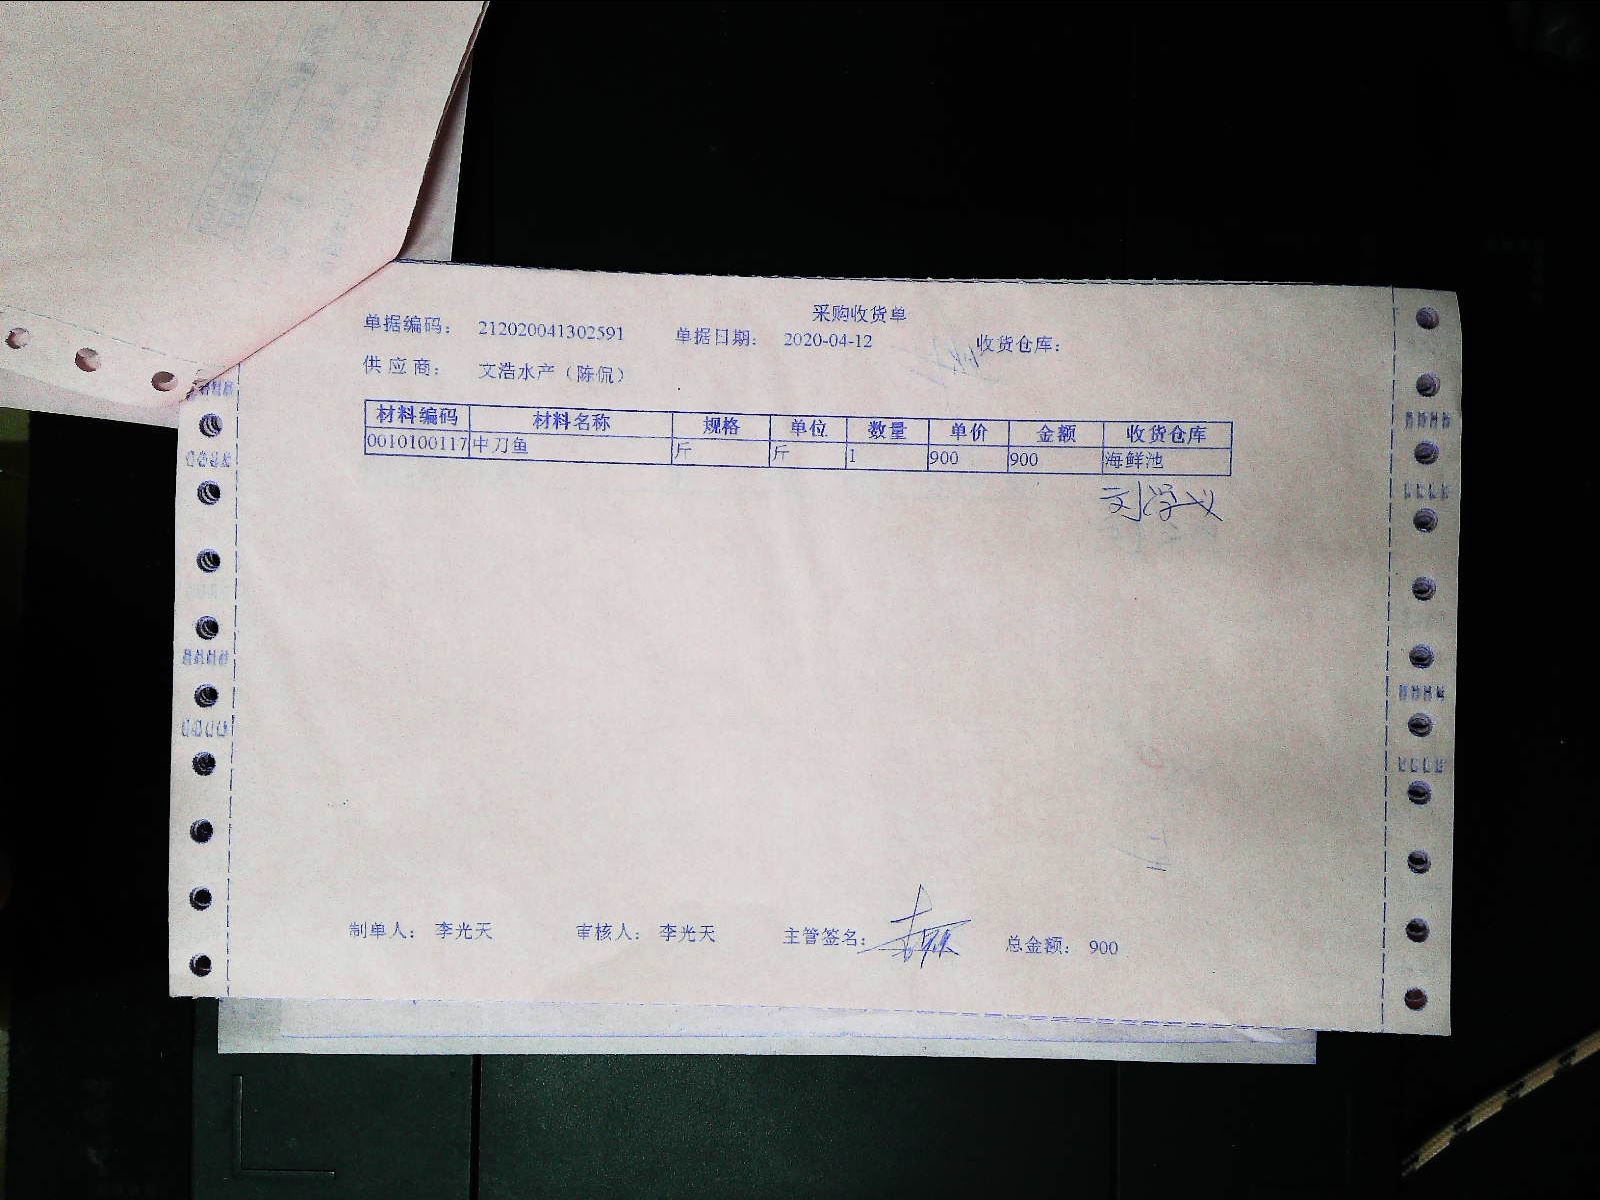 采购收货单
单据编码： 212020041302591 单据日期： 2020-04-12 收货仓库：
供应商： 文浩水产（陈侃）
材料编码 材料名称 规格 单位 数量 单价 金额 收货仓库
0010100117 中刀鱼 斤 斤 1 900 900 海鲜池
刘学义
制单人： 李光天 审核人： 李光天 主管签名： 总金额： 900